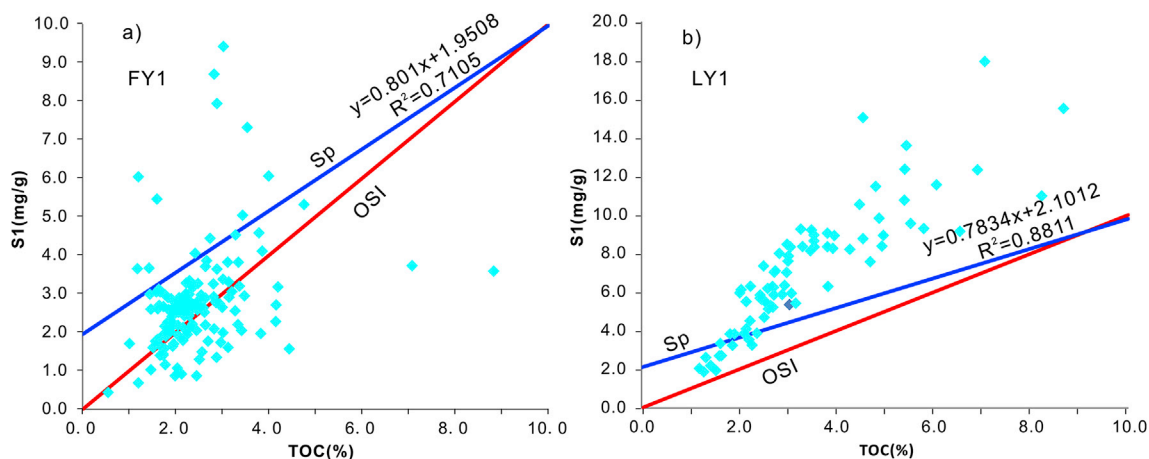 a)
FY1
y=0.801x+1.9508
R²=0.7105
Sp
OSI
S1(mg/g)
10.0
9.0
8.0
7.0
6.0
5.0
4.0
3.0
2.0
1.0
0.0
0.0 2.0 4.0 6.0 8.0 10.0
TOC(%)
b)
LY1
y=0.7834x+2.1012
R²=0.8811
Sp
OSI
S1(mg/g)
20.0
18.0
16.0
14.0
12.0
10.0
8.0
6.0
4.0
2.0
0.0
0.0 2.0 4.0 6.0 8.0 10.0
TOC(%)